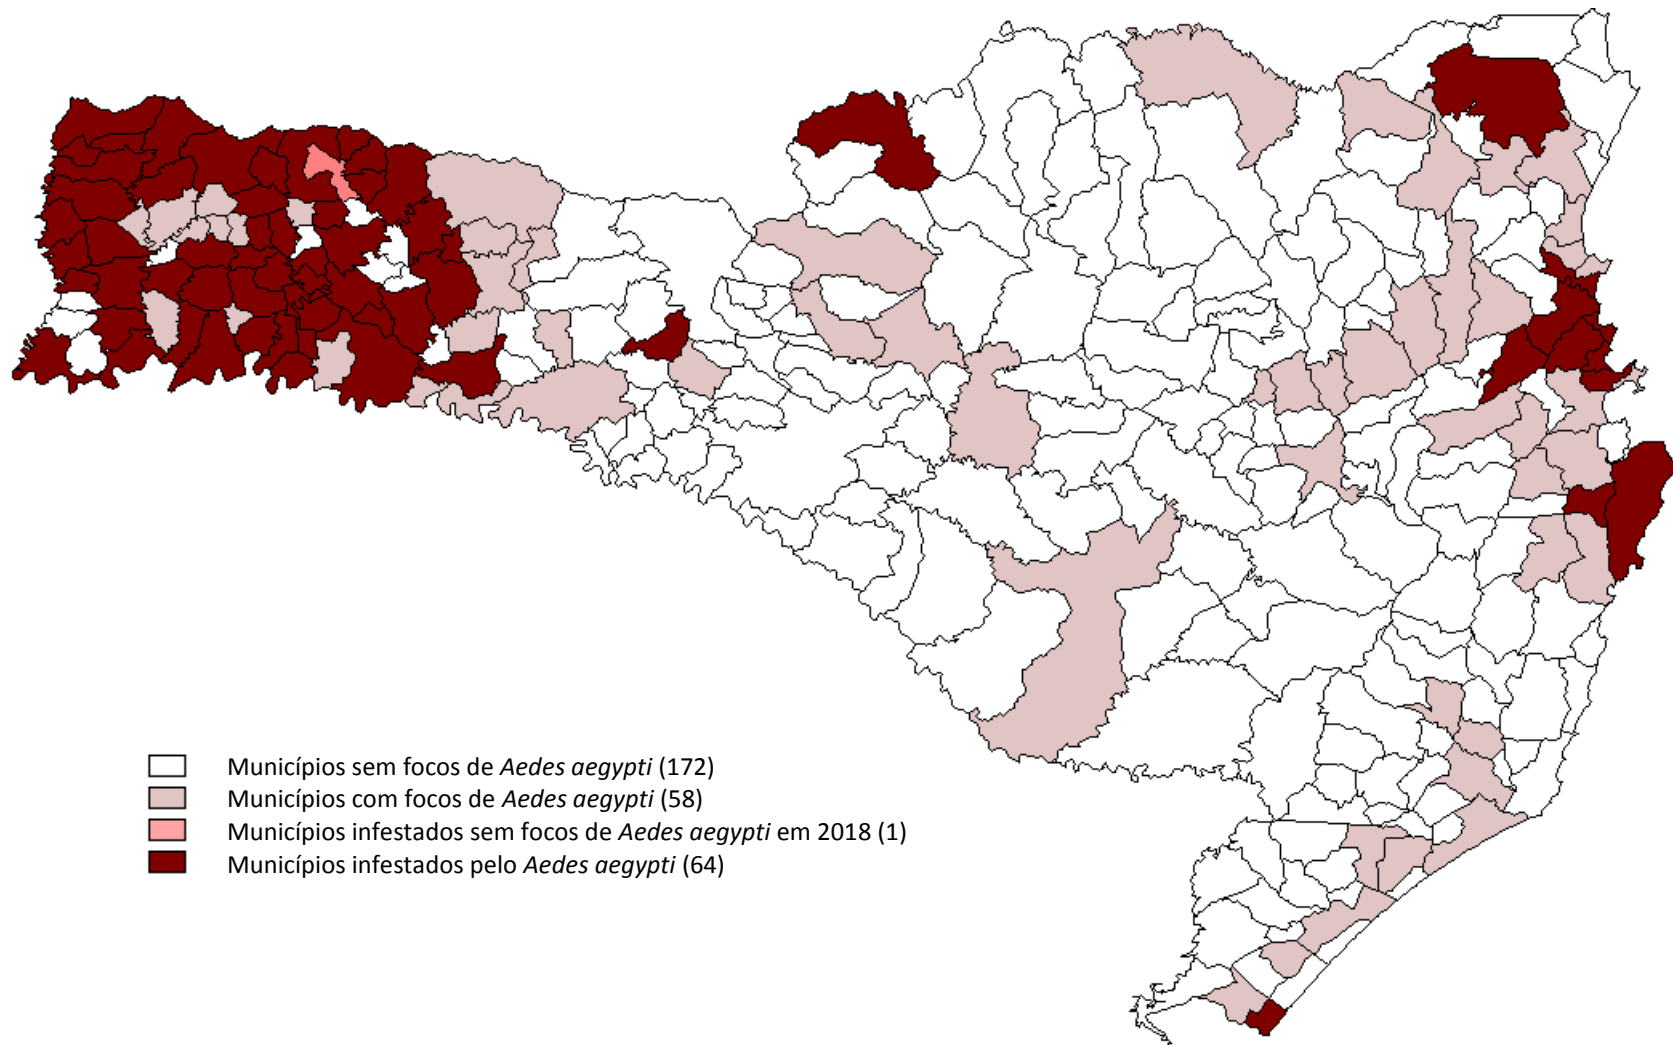 Municípios sem focos de Aedes aegypti (172)
Municípios com focos de Aedes aegypti (58)
Municípios infestados sem focos de Aedes aegypti em 2018 (1)
Municípios infestados pelo Aedes aegypti (64)